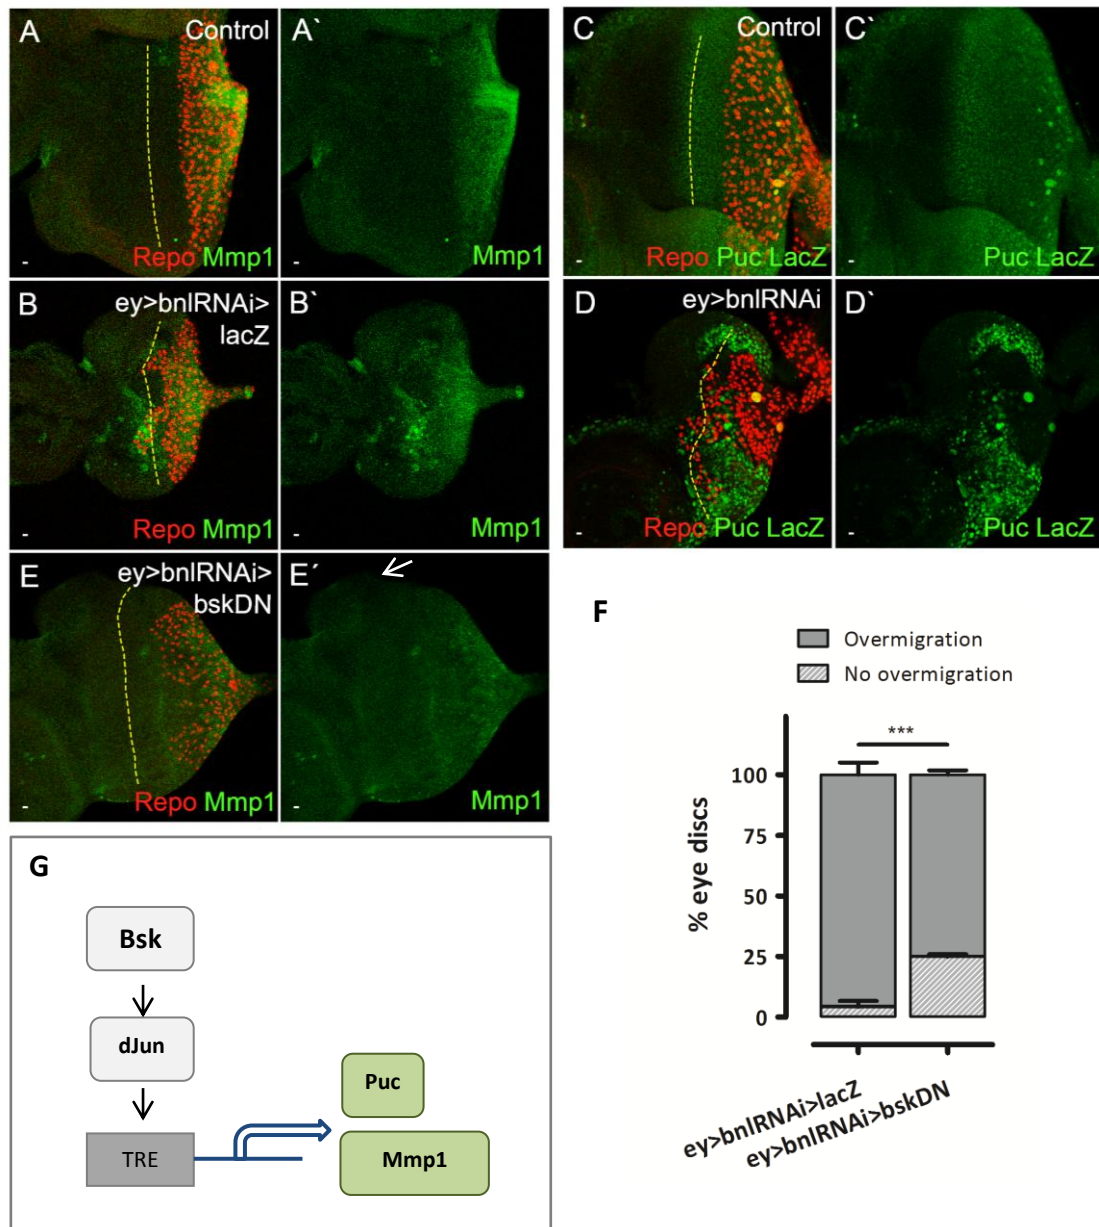 A Control
A`
Repo Mmp1
Mmp1
C Control
C`
Repo Puc LacZ
Puc LacZ
B ey>bnlRNAi>
lacZ
B`
Repo Mmp1
Mmp1
D ey>bnlRNAi
D`
Repo Puc LacZ
Puc LacZ
E ey>bnlRNAi>
bskDN
E´
Repo Mmp1
Mmp1
F
Overmigration
No overmigration
***
% eye discs
100
75
50
25
0
ey>bnlRNAi>lacZ
ey>bnlRNAi>bskDN
G
Bsk
dJun
TRE
Puc
Mmp1